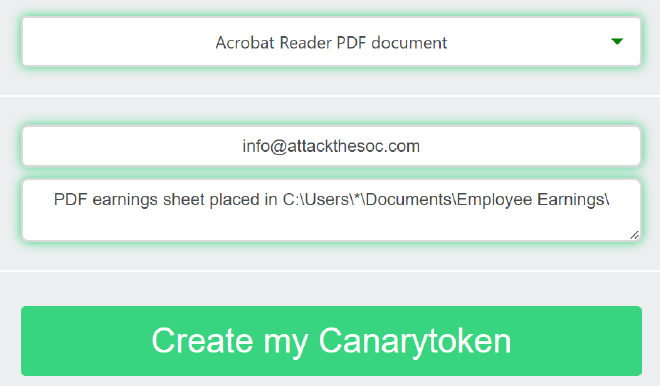 Acrobat Reader PDF document
info@attackthesoc.com
PDF earnings sheet placed in C:\Users\*\Documents\Employee Earnings\
Create my Canarytoken